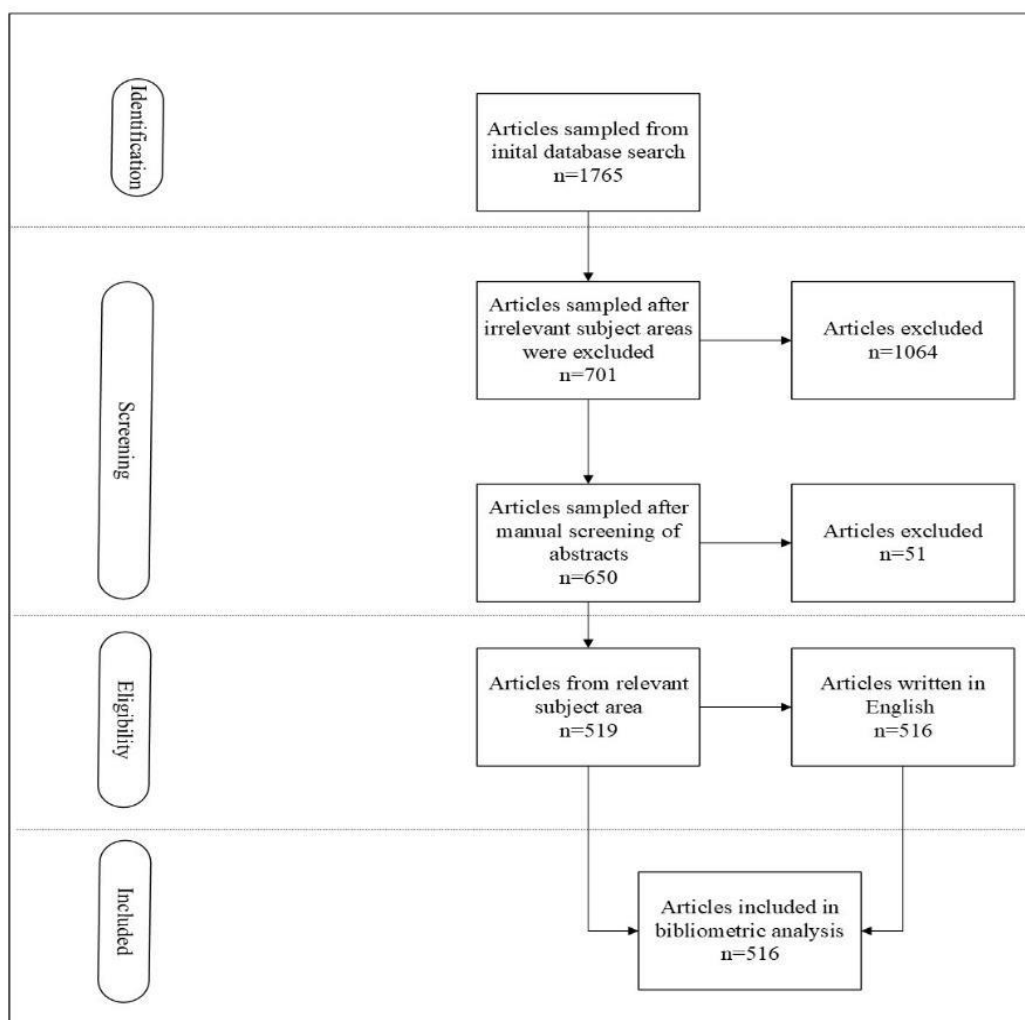 Identification
Articles sampled from
inital database search
n=1765
Screening
Articles sampled after
irrelevant subject areas
were excluded
n=701
Articles excluded
n=1064
Articles sampled after
manual screening of
abstracts
n=650
Articles excluded
n=51
Eligibility
Articles from relevant
subject area
n=519
Articles written in
English
n=516
Included
Articles included in
bibliometric analysis
n=516